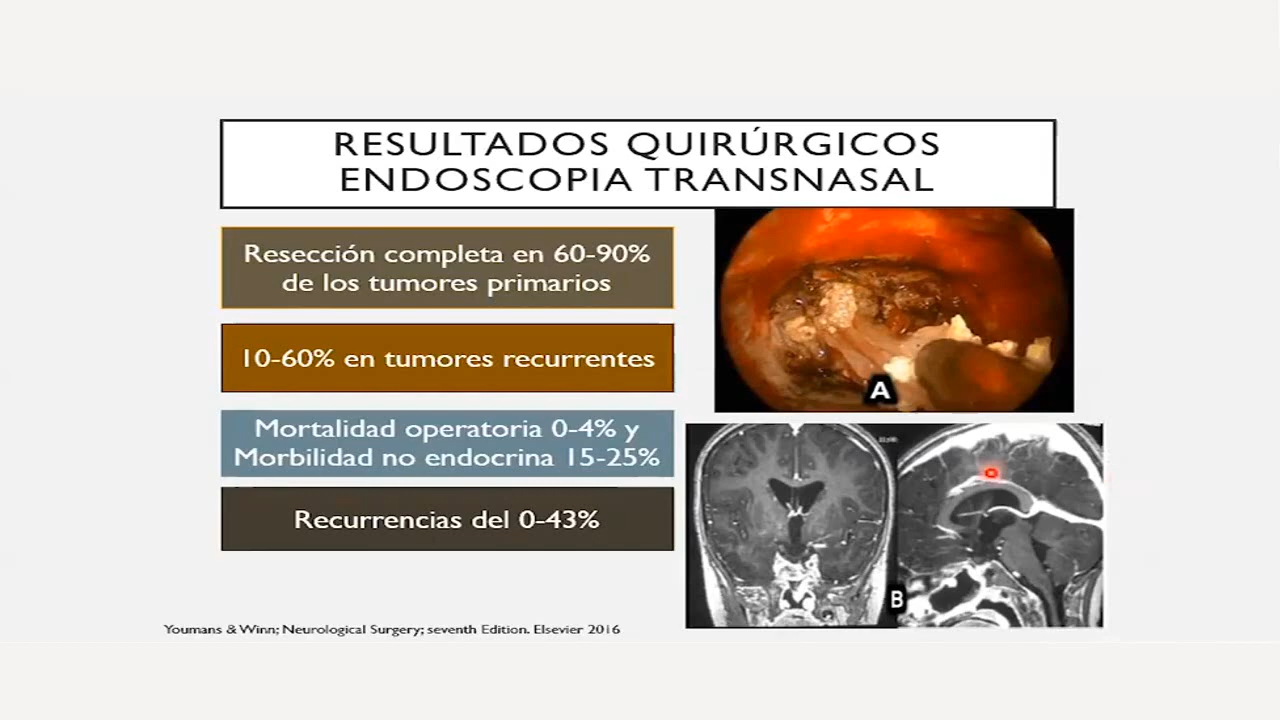 RESULTADOS QUIRÚRGICOS
ENDOSCOPIA TRANSNASAL
Resección completa en 60-90%
de los tumores primarios
10-60% en tumores recurrentes
Mortalidad operatoria 0-4% y
Morbilidad no endocrina 15-25%
Recurrencias del 0-43%
A
B
Youmans & Winn; Neurological Surgery; seventh Edition. Elsevier 2016